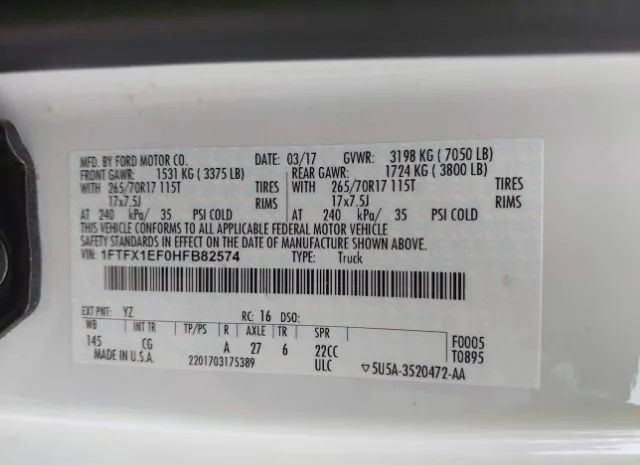 MFD. BY FORD MOTOR CO. DATE: 03/17 GVWR: 3198 KG ( 7050 LB)
FRONT GAWR: 1531 KG ( 3375 LB) REAR GAWR: 1724 KG ( 3800 LB)
WITH 265/70R17 115T TIRES WITH 265/70R17 115T TIRES
17x7.5J RIMS 17x7.5J RIMS
AT 240 kPa/ 35 PSI COLD AT 240 kPa/ 35 PSI COLD
THIS VEHICLE CONFORMS TO ALL APPLICABLE FEDERAL MOTOR VEHICLE
SAFETY AND THEFT PREVENTION STANDARDS IN EFFECT ON THE DATE OF MANUFACTURE SHOWN ABOVE.
VIN: 1FTFX1EF0HFB82574 TYPE: Truck
EXT PNT: YZ RC: 16 DSO:
WB INT TR TP/PS R AXLE TR SPR F0005
145 CG A 27 6 22CC T0895
MADE IN U.S.A. 2201703175389 ULC ▽5U5A-3520472-AA